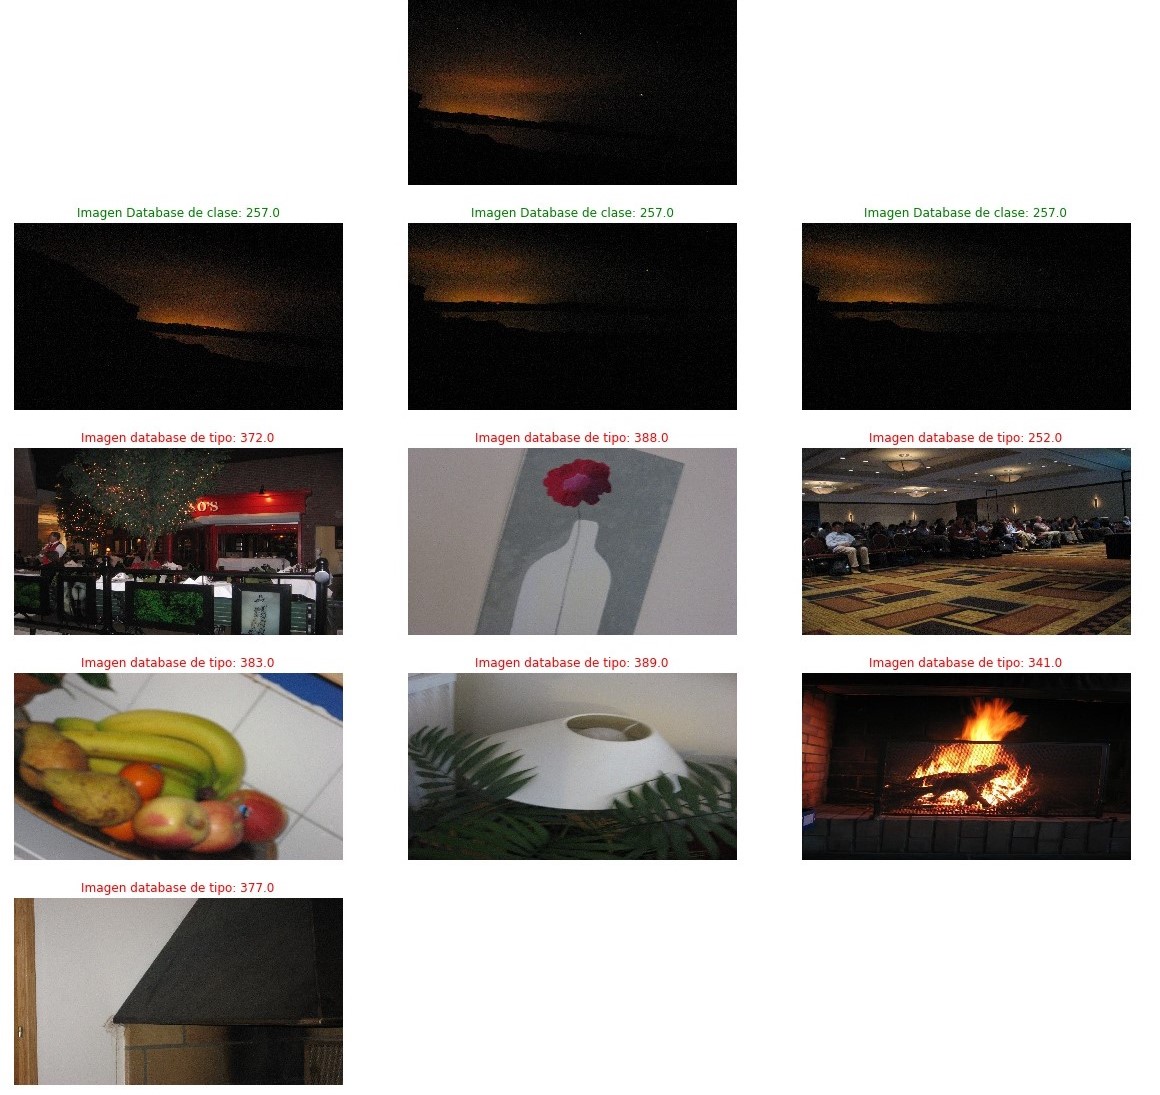 Imagen Database de clase: 257.0
Imagen Database de clase: 257.0
Imagen Database de clase: 257.0
Imagen database de tipo: 372.0
Imagen database de tipo: 388.0
Imagen database de tipo: 252.0
Imagen database de tipo: 383.0
Imagen database de tipo: 389.0
Imagen database de tipo: 341.0
Imagen database de tipo: 377.0